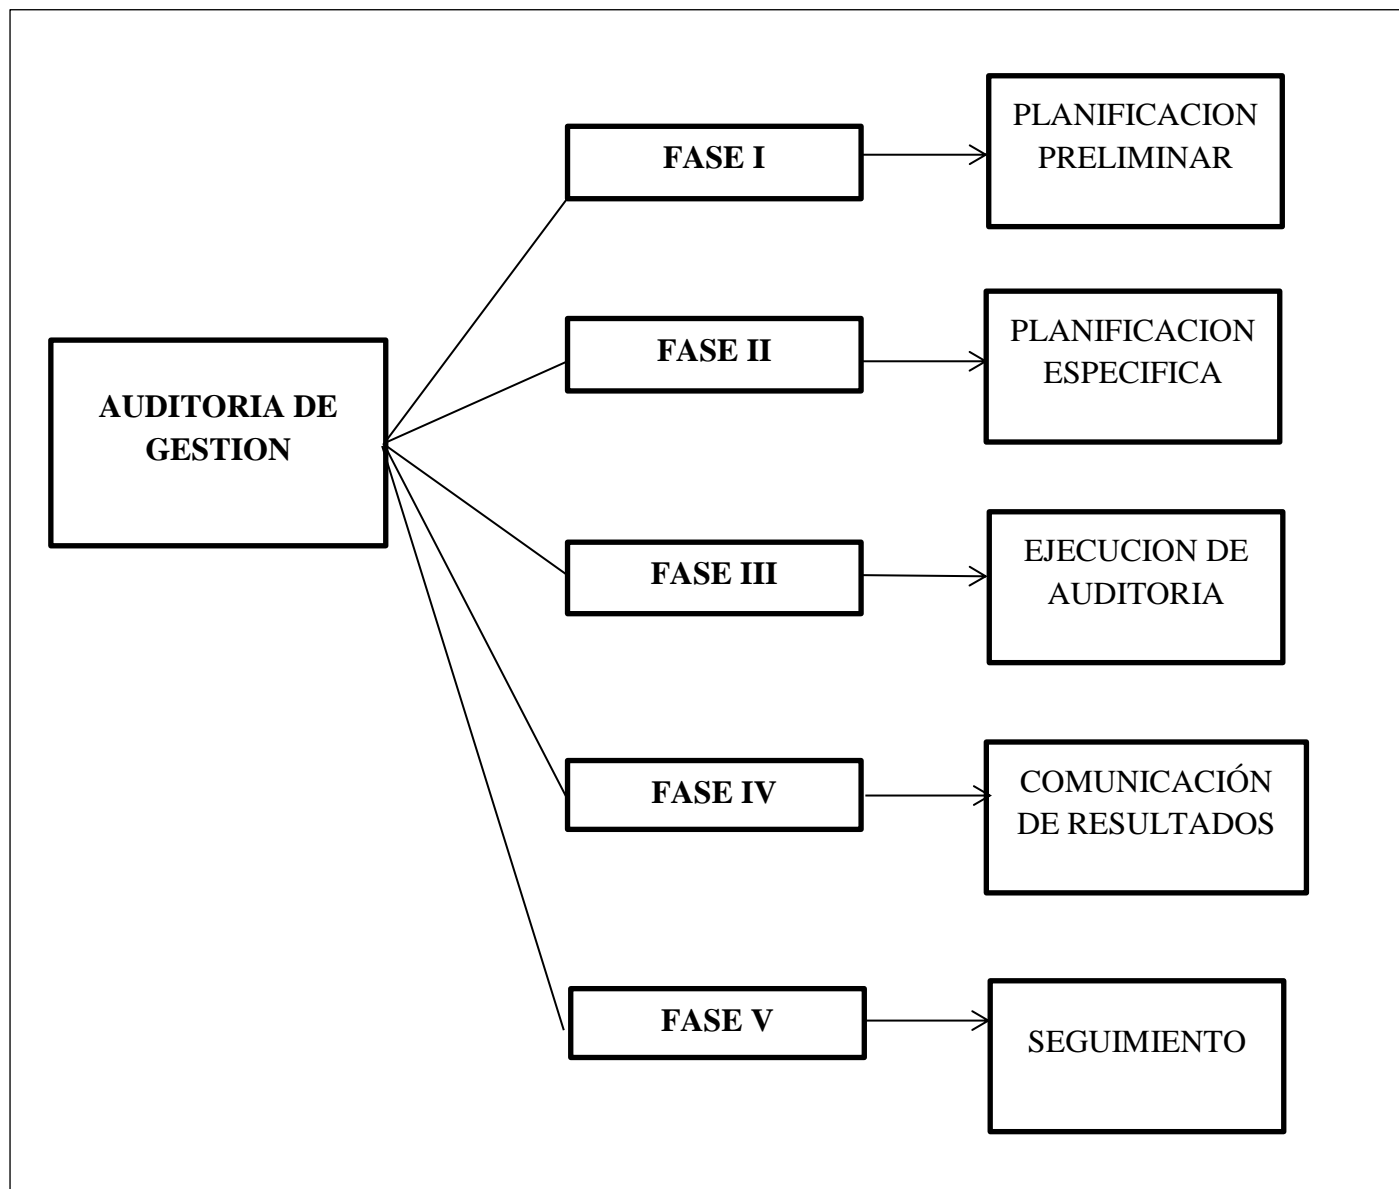 AUDITORIA DE
GESTION
FASE I
PLANIFICACION
PRELIMINAR
FASE II
PLANIFICACION
ESPECIFICA
FASE III
EJECUCION DE
AUDITORIA
FASE IV
COMUNICACIÓN
DE RESULTADOS
FASE V
SEGUIMIENTO